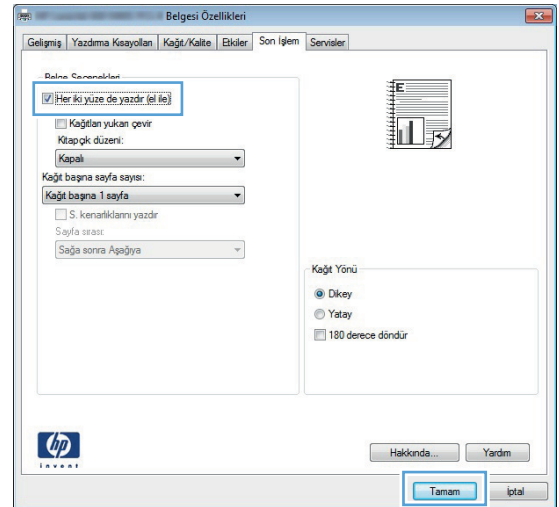 Belgesi Özellikleri
Gelişmiş Yazdırma Kısayolları Kağıt/Kalite Etkiler Son İşlem Servisler
Belge Seçenekleri
Her iki yüze de yazdır (el ile)
Kağıtları yukarı çevir
Kitapçık düzeni:
Kapalı
Kağıt başına sayfa sayısı:
Kağıt başına 1 sayfa
S. kenarlıklarını yazdır
Sayfa sırası:
Sağa sonra Aşağıya
E
Kağıt Yönü
Dikey
Yatay
180 derece döndür
hp
invent
Hakkında... Yardım
Tamam İptal